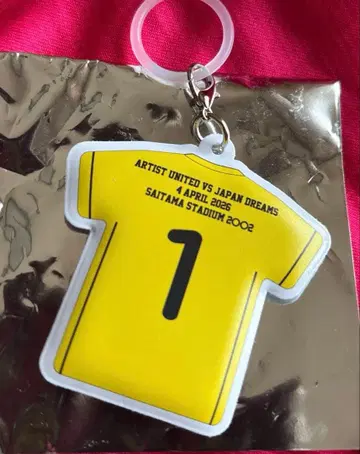 ARTIST UNITED VS JAPAN DREAMS
4 APRIL 2026
SAITAMA STADIUM 2002
1